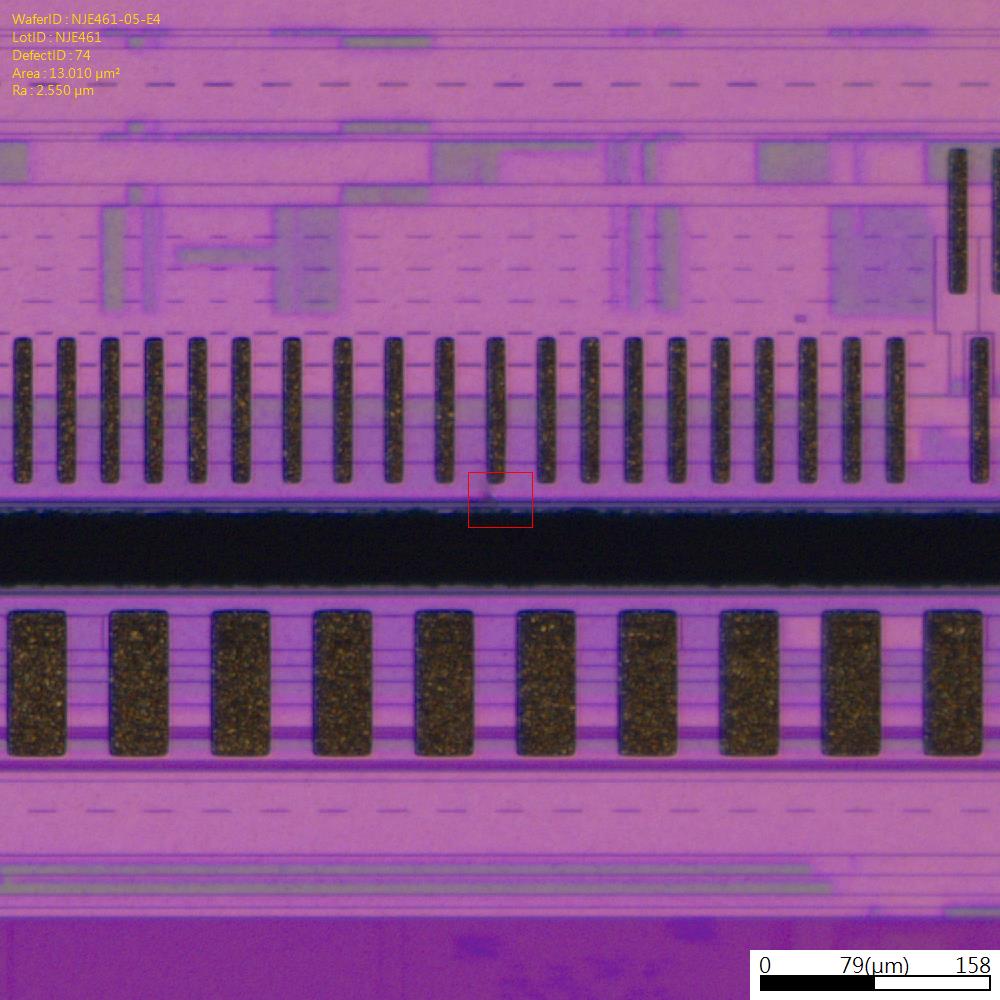 WaferID : NJE461-05-E4
LotID : NJE461
DefectID : 74
Area : 13.010 µm²
Ra : 2.550 µm
0 79(µm) 158